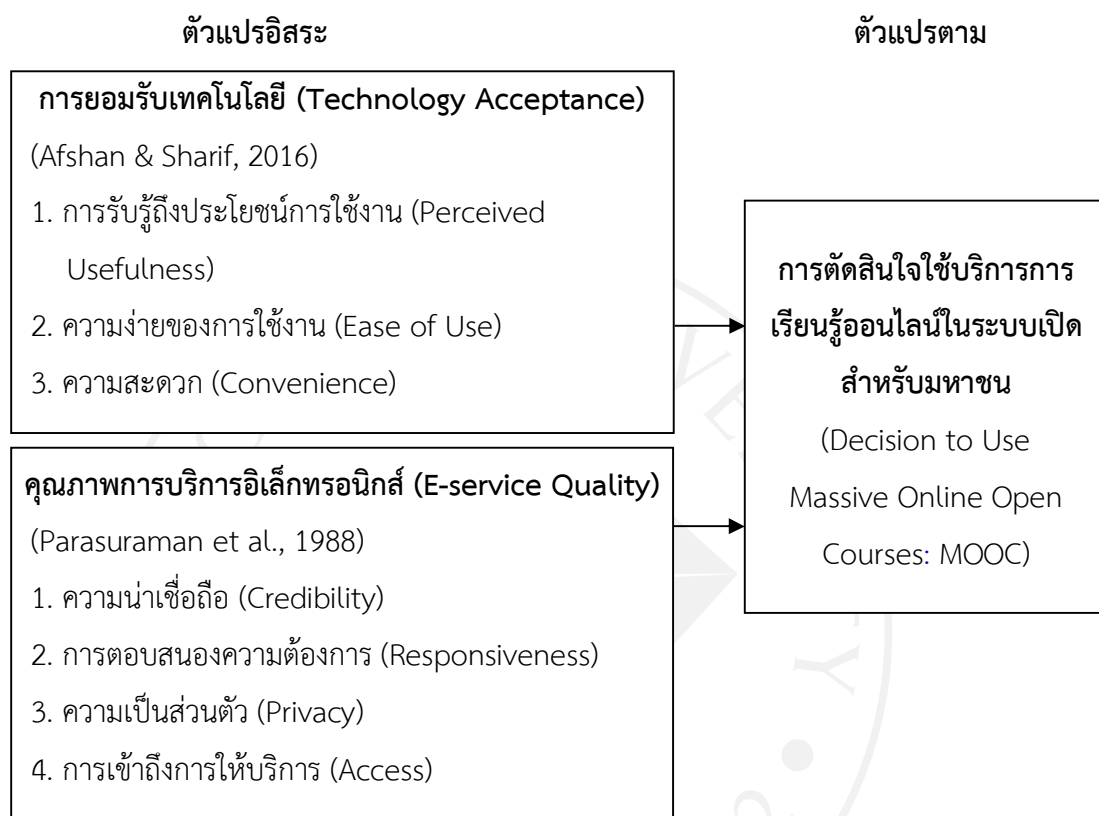 ตัวแปรอิสระ
ตัวแปรตาม
การยอมรับเทคโนโลยี (Technology Acceptance)
(Afshan & Sharif, 2016)
1. การรับรู้ถึงประโยชน์การใช้งาน (Perceived
Usefulness)
2. ความง่ายของการใช้งาน (Ease of Use)
3. ความสะดวก (Convenience)
คุณภาพการบริการอิเล็กทรอนิกส์ (E-service Quality)
(Parasuraman et al., 1988)
1. ความน่าเชื่อถือ (Credibility)
2. การตอบสนองความต้องการ (Responsiveness)
3. ความเป็นส่วนตัว (Privacy)
4. การเข้าถึงการให้บริการ (Access)
การตัดสินใจใช้บริการการ
เรียนรู้ออนไลน์ในระบบเปิด
สำหรับมหาชน
(Decision to Use
Massive Online Open
Courses: MOOC)